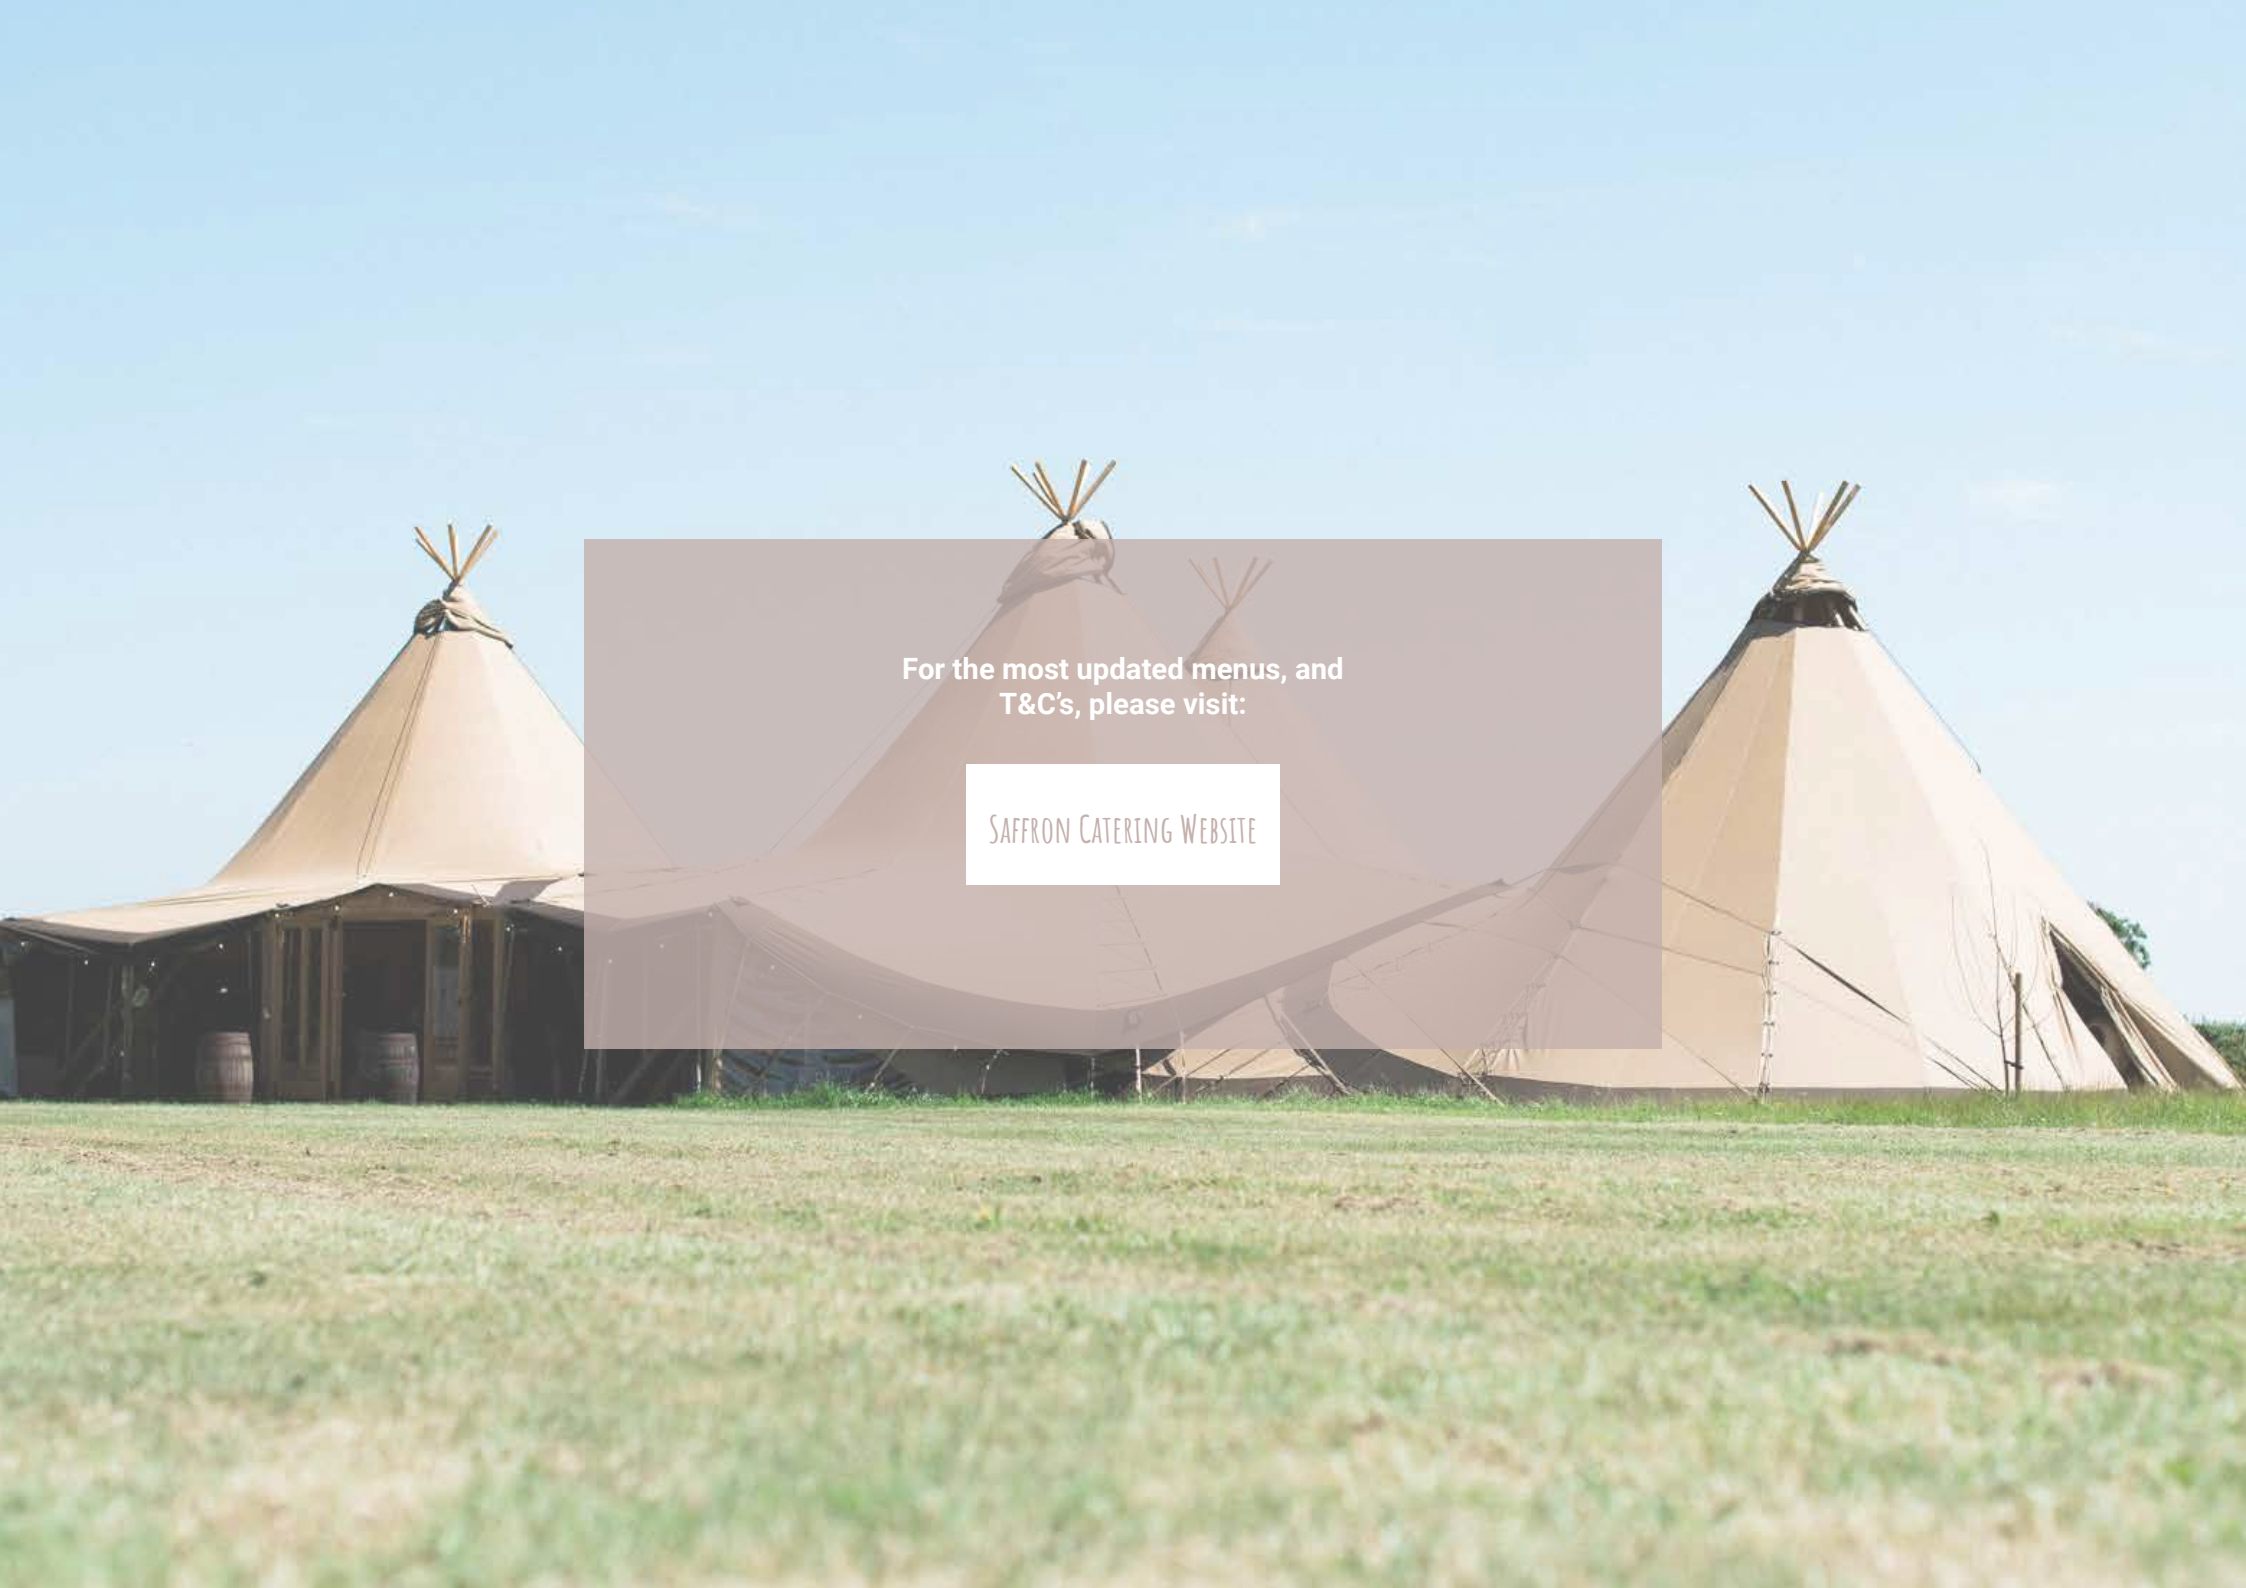 For the most updated menus, and
T&C’s, please visit:
Saffron Catering Website